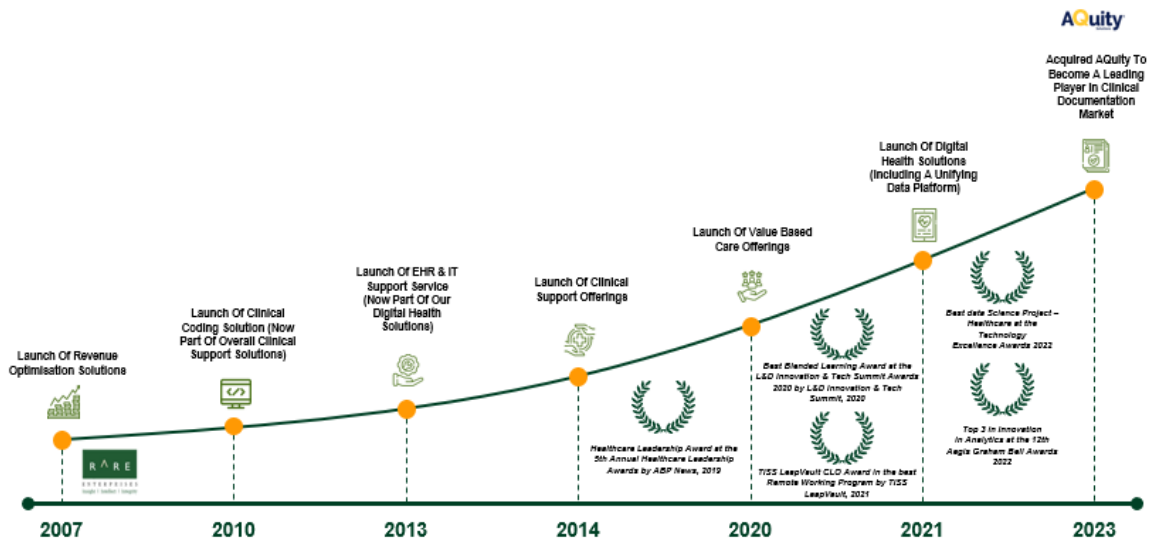 AQuity
Acquired AQuity To
Become A Leading
Player In Clinical
Documentation
Market
Launch Of Digital
Health Solutions
(Including A Unifying
Data Platform)
Launch Of Value Based
Care Offerings
Launch Of EHR & IT
Support Service
(Now Part Of Our
Digital Health
Solutions)
Launch Of Clinical
Support Offerings
Launch Of Clinical
Coding Solution (Now
Part Of Overall Clinical
Support Solutions)
Launch Of Revenue
Optimisation Solutions
RARE
ENTERPRISES
Healthcare Leadership Award at the
5th Annual Healthcare Leadership
Awards by ABP News, 2019
Best Blended Learning Award at the
L&D Innovation & Tech Summit Awards
2020 by L&D Innovation & Tech
Summit, 2020
TISS LeapVault CLO Award in the best
Remote Working Program by TISS
LeapVault, 2021
Best data Science Project –
Healthcare at the
Technology
Excellence Awards 2022
Top 3 in Innovation
in Analytics at the 12th
Aegis Graham Bell Awards
2022
2007
2010
2013
2014
2020
2021
2023